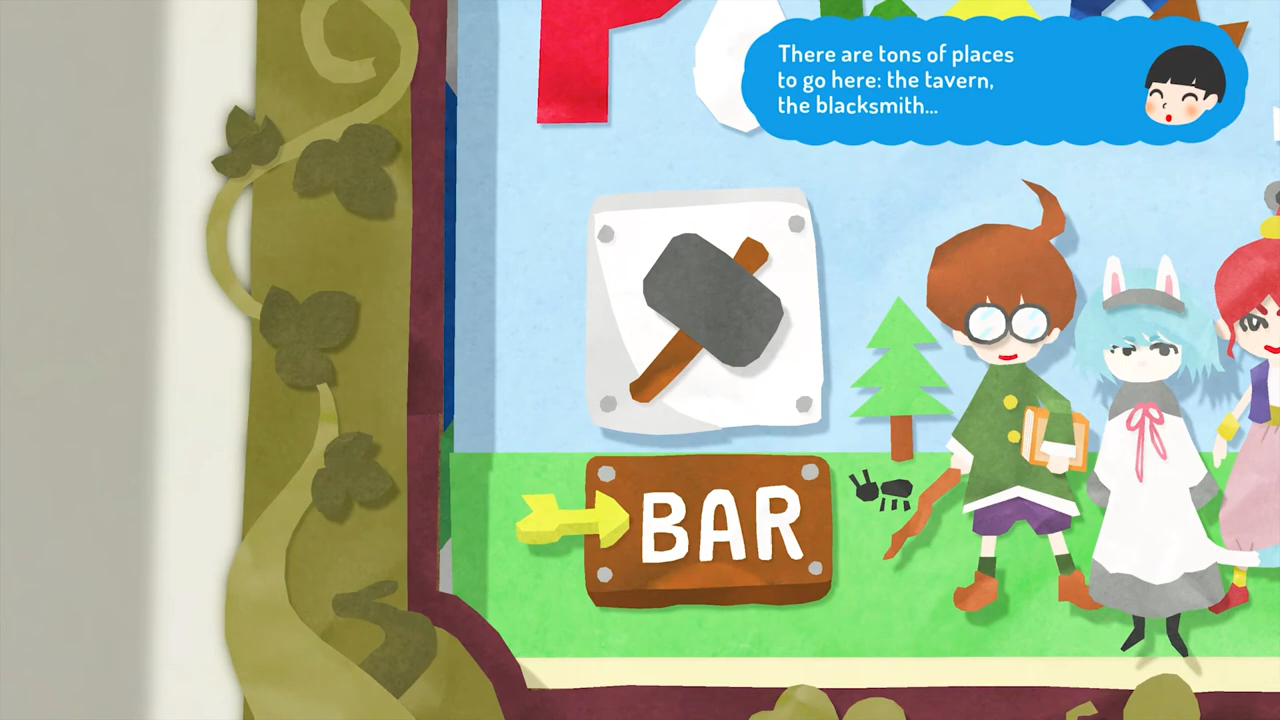 There are tons of places
to go here: the tavern,
the blacksmith...
BAR